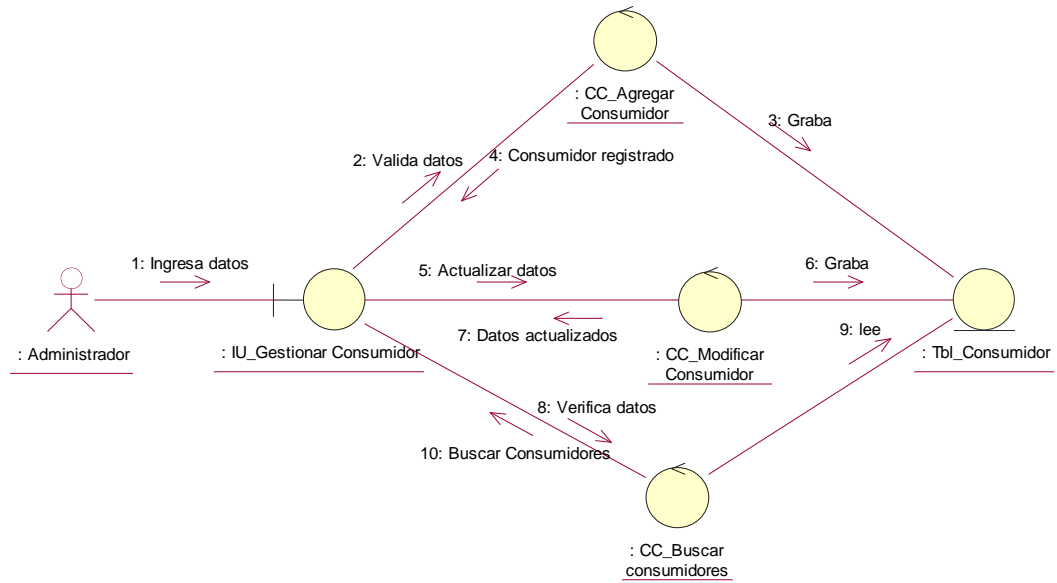 : CC_Agregar
Consumidor
3: Graba
2: Valida datos
4: Consumidor registrado
1: Ingresa datos
5: Actualizar datos
6: Graba
7: Datos actualizados
9: lee
: Administrador
: IU_Gestionar Consumidor
: CC_Modificar
Consumidor
: Tbl_Consumidor
8: Verifica datos
10: Buscar Consumidores
: CC_Buscar
consumidores